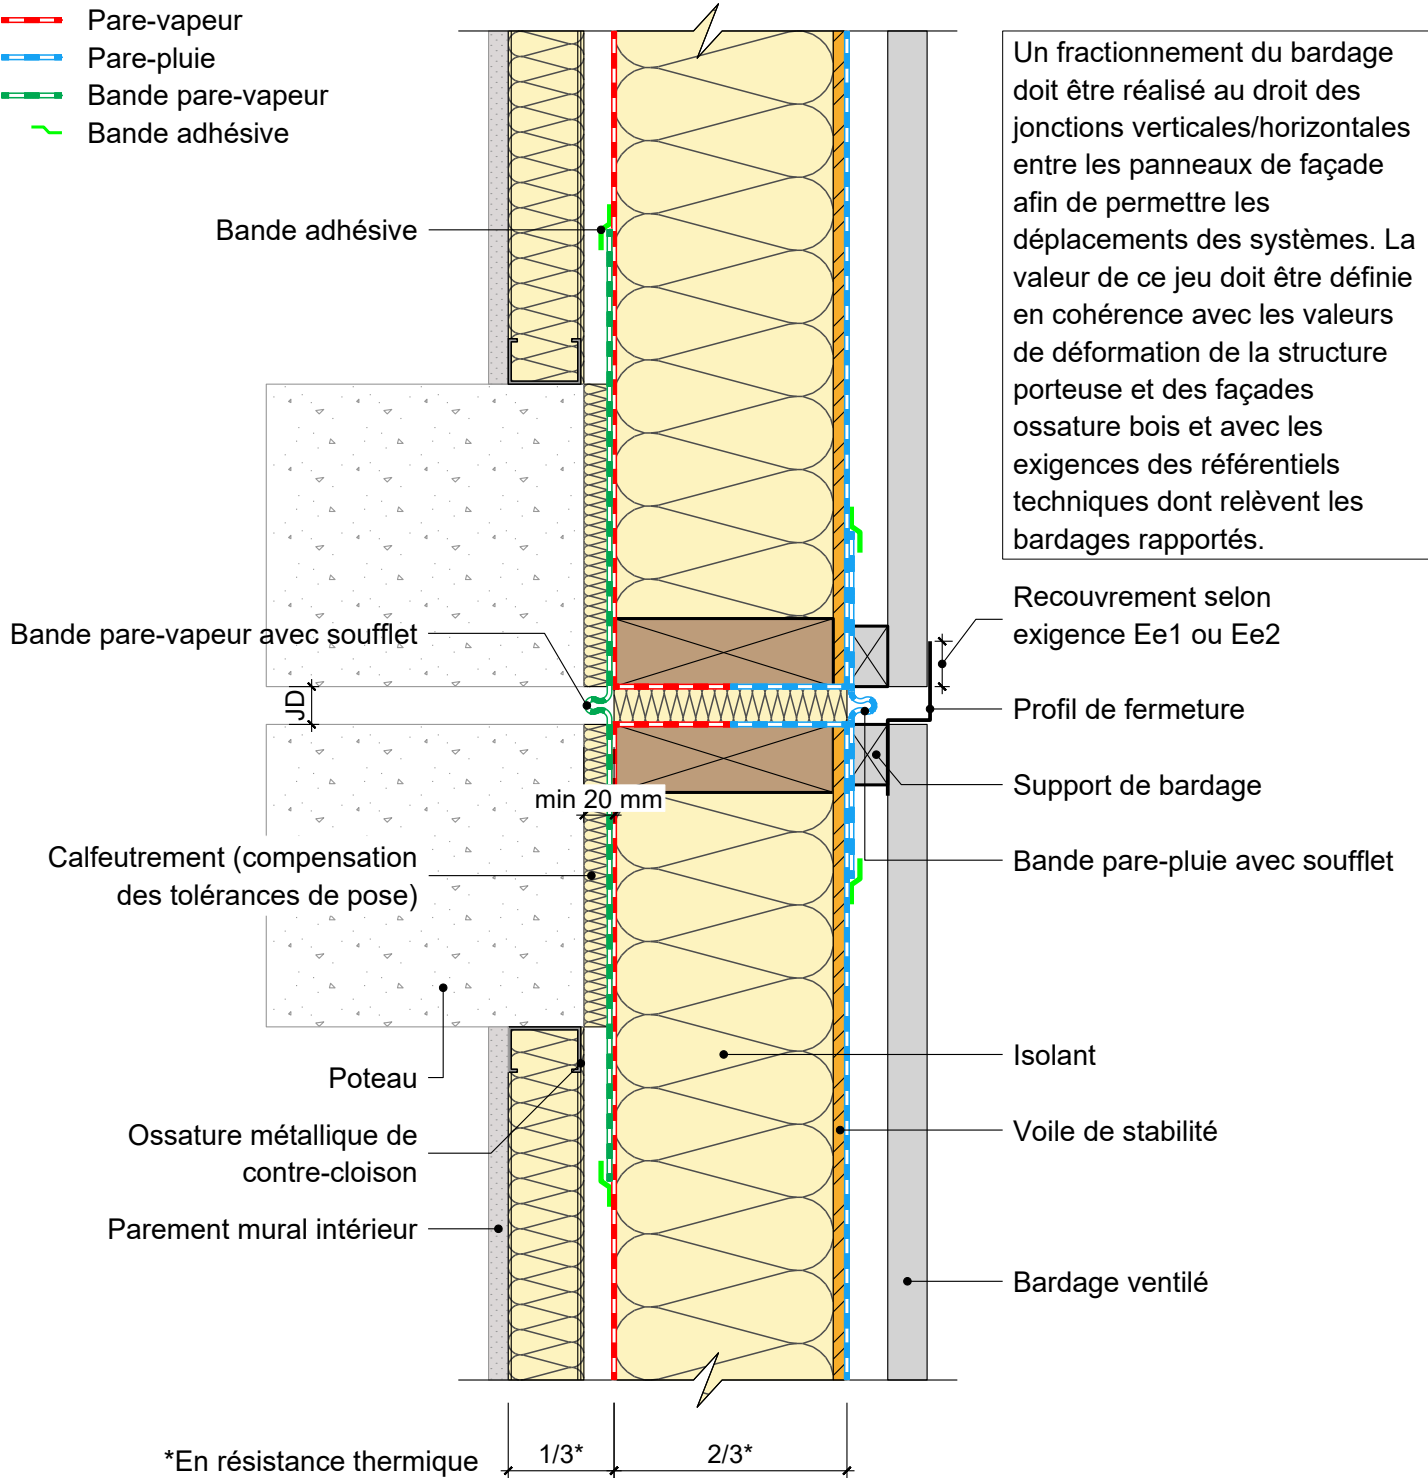 Pare-vapeur
Pare-pluie
Bande pare-vapeur
Bande adhésive
Un fractionnement du bardage
doit être réalisé au droit des
jonctions verticales/horizontales
entre les panneaux de façade
afin de permettre les
déplacements des systèmes. La
valeur de ce jeu doit être définie
en cohérence avec les valeurs
de déformation de la structure
porteuse et des façades
ossature bois et avec les
exigences des référentiels
techniques dont relèvent les
bardages rapportés.
Bande adhésive
Recouvrement selon
exigence Ee1 ou Ee2
Bande pare-vapeur avec soufflet
JD
Profil de fermeture
Support de bardage
min 20 mm
Calfeutrement (compensation
des tolérances de pose)
Bande pare-pluie avec soufflet
Isolant
Poteau
Voile de stabilité
Ossature métallique de
contre-cloison
Parement mural intérieur
Bardage ventilé
*En résistance thermique
1/3*
2/3*